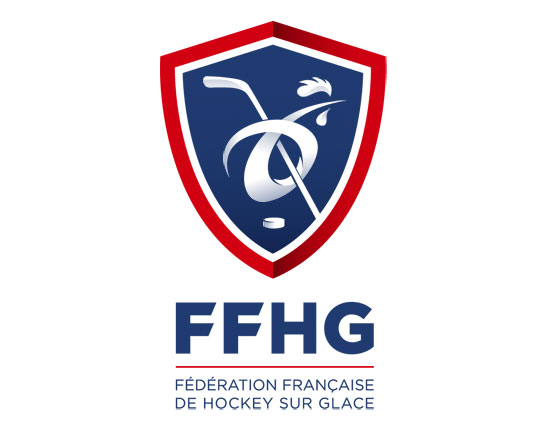 FFHG
FÉDÉRATION FRANÇAISE
DE HOCKEY SUR GLACE